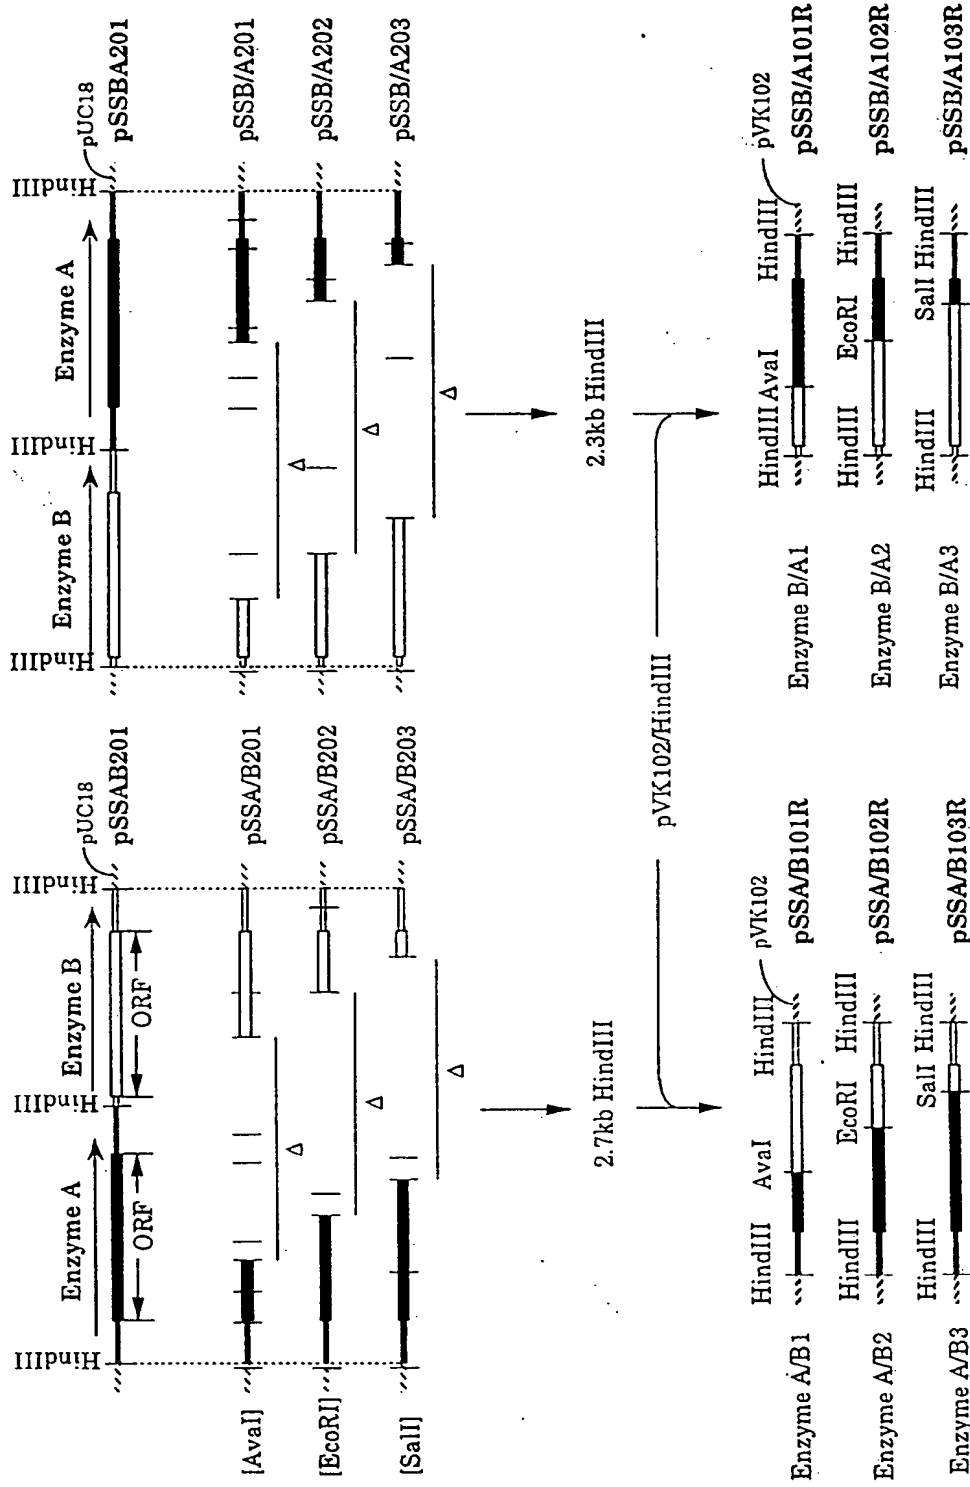 HindIII
Enzyme A
HindIII
Enzyme B
HindIII
pUC18
pSSAB201
ORF
ORF
[AvaI]
pSSA/B201
[EcoRI]
pSSA/B202
[SalI]
pSSA/B203
Δ
Δ
Δ
HindIII
Enzyme B
HindIII
Enzyme A
HindIII
pUC18
pSSBA201
pSSB/A201
pSSB/A202
pSSB/A203
Δ
Δ
Δ
2.7kb HindIII
2.3kb HindIII
pVK102/HindIII
Enzyme A/B1
HindIII
AvaI
HindIII
pVK102
pSSA/B101R
Enzyme A/B2
HindIII
EcoRI
HindIII
pSSA/B102R
Enzyme A/B3
HindIII
SalI HindIII
pSSA/B103R
Enzyme B/A1
HindIII AvaI
HindIII
pVK102
pSSB/A101R
Enzyme B/A2
HindIII
EcoRI
HindIII
pSSB/A102R
Enzyme B/A3
HindIII
SalI HindIII
pSSB/A103R